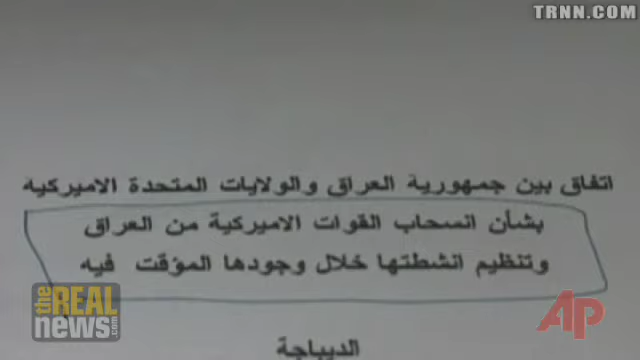 TRNN.COM
اتفاق بين جمهورية العراق والولايات المتحدة الاميركيه
بشأن انسحاب القوات الاميركية من العراق
وتنظيم انشطتها خلال وجودها المؤقت فيه
الديباجة
the REAL
news.com
AP